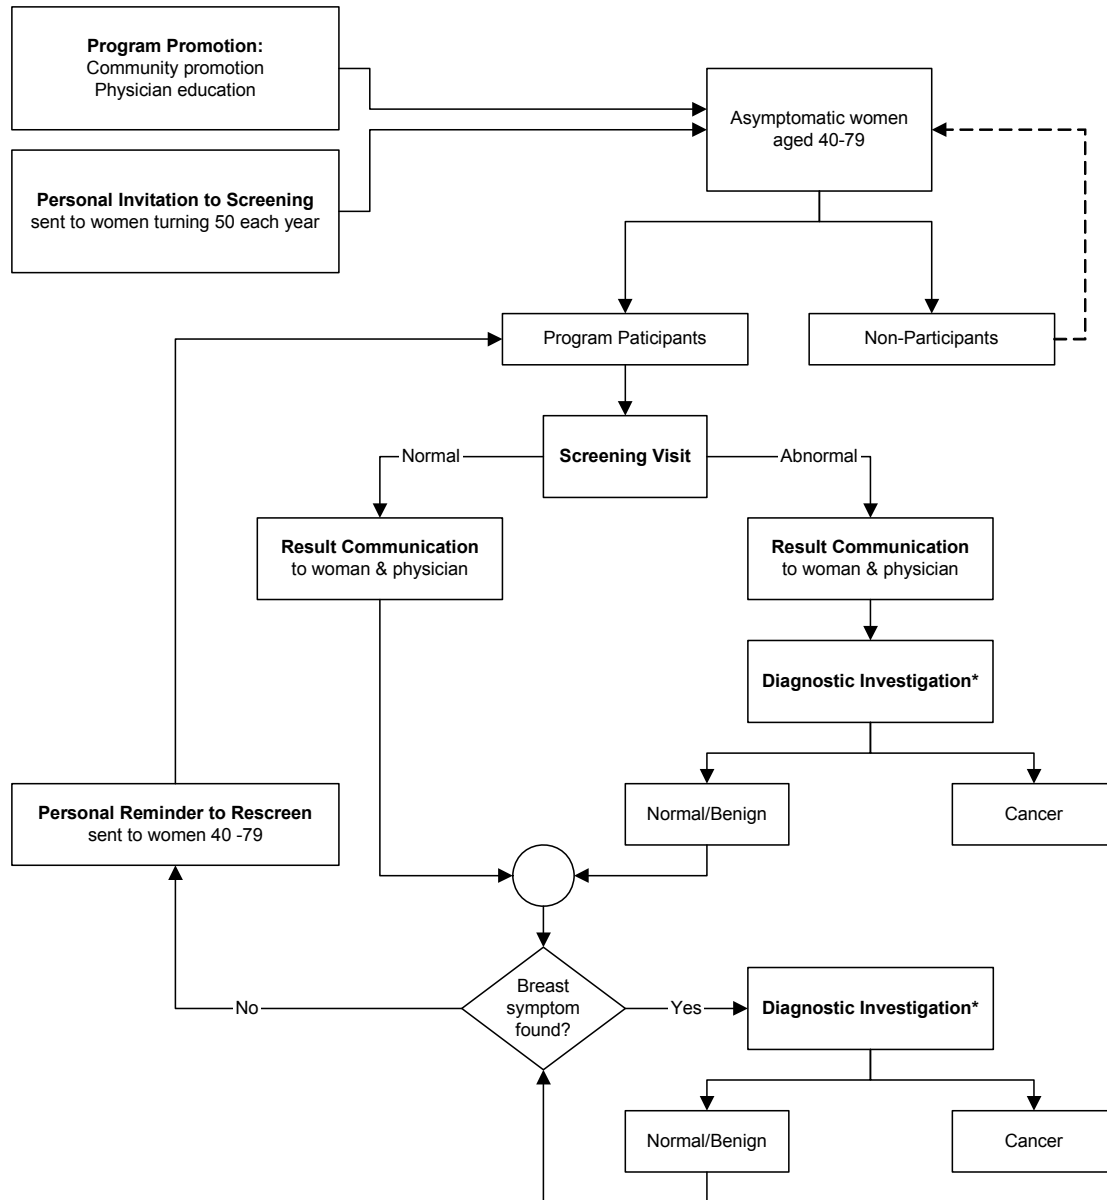 Program Promotion:
Community promotion
Physician education
Asymptomatic women
aged 40-79
Personal Invitation to Screening
sent to women turning 50 each year
Program Paticipants
Non-Participants
Normal
Screening Visit
Abnormal
Result Communication
to woman & physician
Result Communication
to woman & physician
Diagnostic Investigation*
Personal Reminder to Rescreen
sent to women 40 -79
Normal/Benign
Cancer
Breast
symptom
found?
No
Yes
Diagnostic Investigation*
Normal/Benign
Cancer